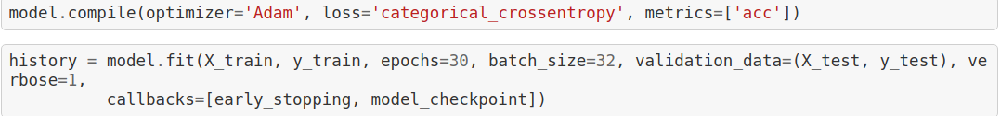 model.compile(optimizer='Adam', loss='categorical_crossentropy', metrics=['acc'])
history = model.fit(X_train, y_train, epochs=30, batch_size=32, validation_data=(X_test, y_test), ve
rbose=1,
          callbacks=[early_stopping, model_checkpoint])